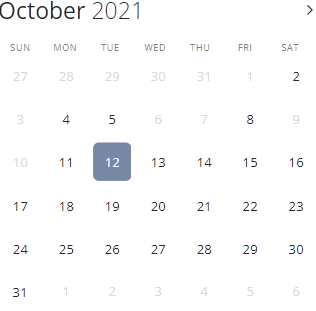 October 2021 >
SUN MON TUE WED THU FRI SAT
27 28 29 30 31 1 2
3 4 5 6 7 8 9
10 11 12 13 14 15 16
17 18 19 20 21 22 23
24 25 26 27 28 29 30
31 1 2 3 4 5 6